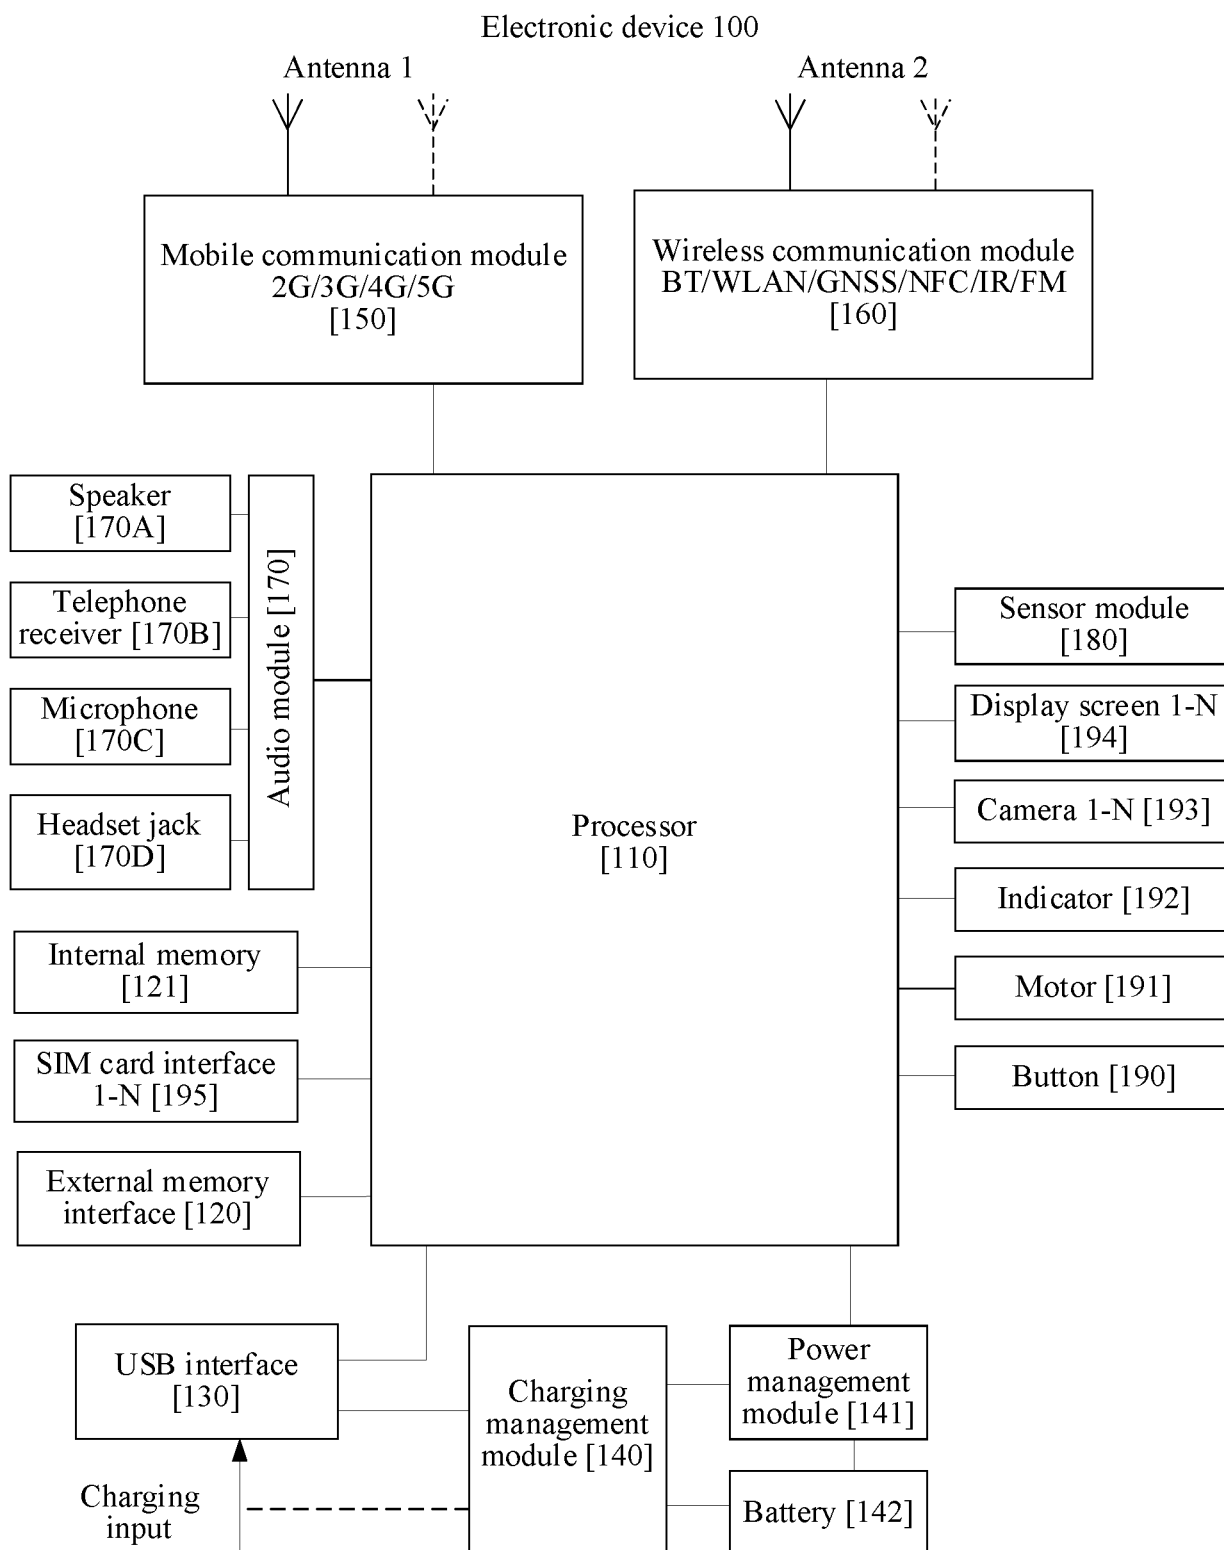 Electronic device 100
Antenna 1
Antenna 2
Mobile communication module
2G/3G/4G/5G
[150]
Wireless communication module
BT/WLAN/GNSS/NFC/IR/FM
[160]
Speaker
[170A]
Telephone
receiver [170B]
Microphone
[170C]
Headset jack
[170D]
Audio module [170]
Internal memory
[121]
SIM card interface
1-N [195]
External memory
interface [120]
Processor
[110]
Sensor module
[180]
Display screen 1-N
[194]
Camera 1-N [193]
Indicator [192]
Motor [191]
Button [190]
USB interface
[130]
Charging
input
Charging
management
module [140]
Power
management
module [141]
Battery [142]